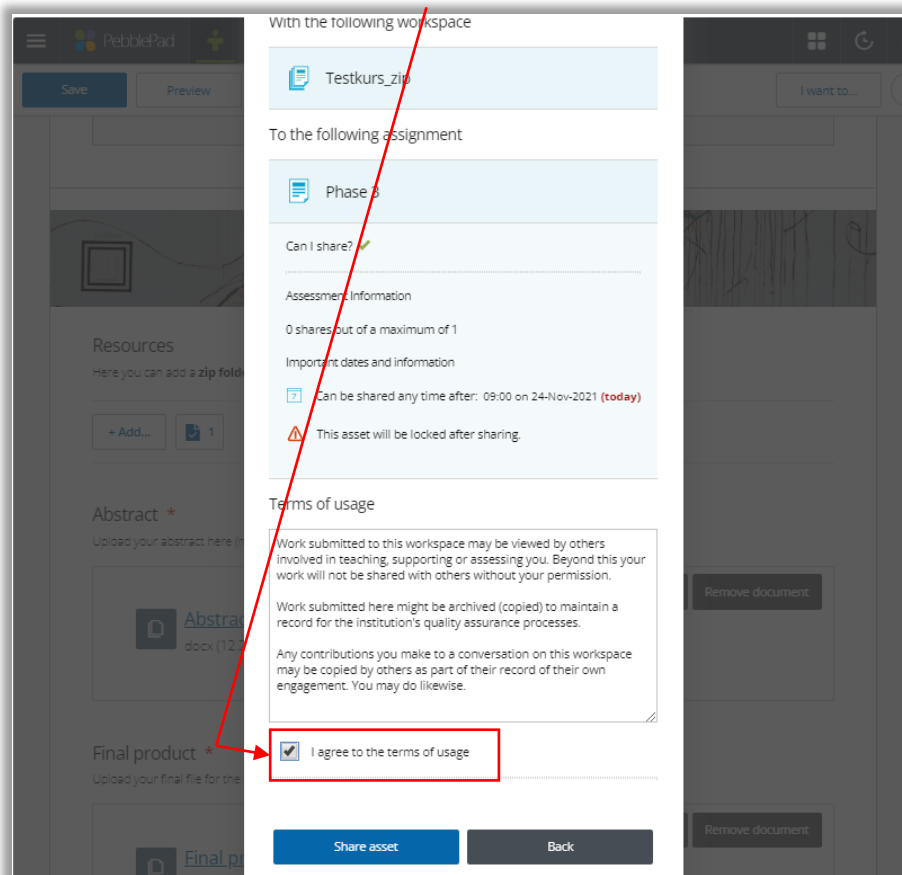 With the following workspace
PebblePad
Save
Preview
I want to...
Testkurs_zip
To the following assignment
Phase 3
Can I share?
Assessment Information
0 shares out of a maximum of 1
Important dates and information
7 Can be shared any time after: 09:00 on 24-Nov-2021 (today)
This asset will be locked after sharing.
Resources
Here you can add a zip
+ Add...
1
Terms of usage
Abstract *
Upload your abstract here
Work submitted to this workspace may be viewed by others
involved in teaching, supporting or assessing you. Beyond this your
work will not be shared with others without your permission.
Work submitted here might be archived (copied) to maintain a
record for the institution's quality assurance processes.
Any contributions you make to a conversation on this workspace
may be copied by others as part of their record of their own
engagement. You may do likewise.
Remove document
docx
I agree to the terms of usage
Final product *
Upload your final file for the
Remove document
Share asset
Back
Final